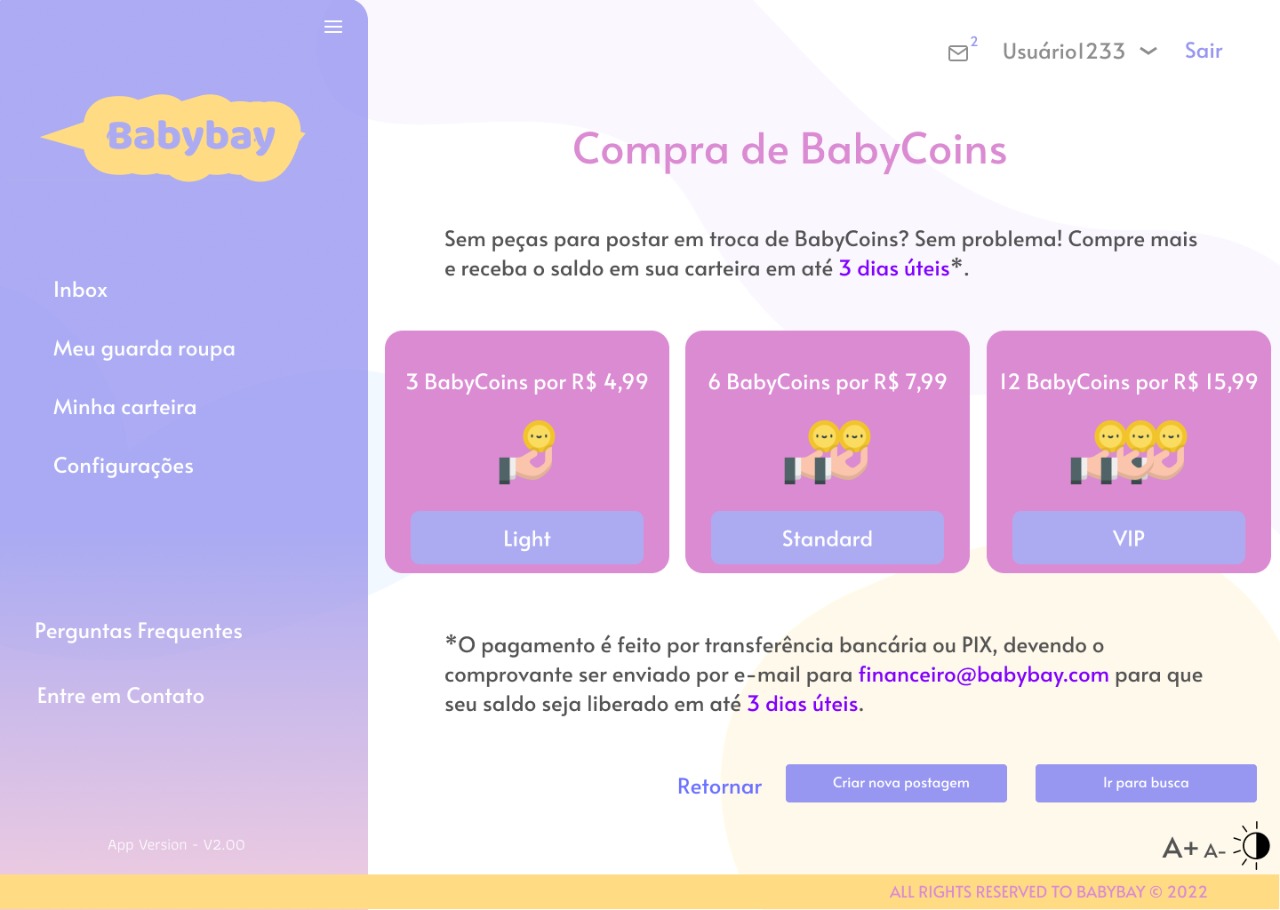 Babybay
Inbox
Meu guarda roupa
Minha carteira
Configurações
Perguntas Frequentes
Entre em Contato
App Version - V2.00
2
Usuário1233
Sair
Compra de BabyCoins
Sem peças para postar em troca de BabyCoins? Sem problema! Compre mais
e receba o saldo em sua carteira em até 3 dias úteis*.
3 BabyCoins por R$ 4,99
Light
6 BabyCoins por R$ 7,99
Standard
12 BabyCoins por R$ 15,99
VIP
*O pagamento é feito por transferência bancária ou PIX, devendo o
comprovante ser enviado por e-mail para financeiro@babybay.com para que
seu saldo seja liberado em até 3 dias úteis.
Retornar
Criar nova postagem
Ir para busca
A+ A-
ALL RIGHTS RESERVED TO BABYBAY © 2022